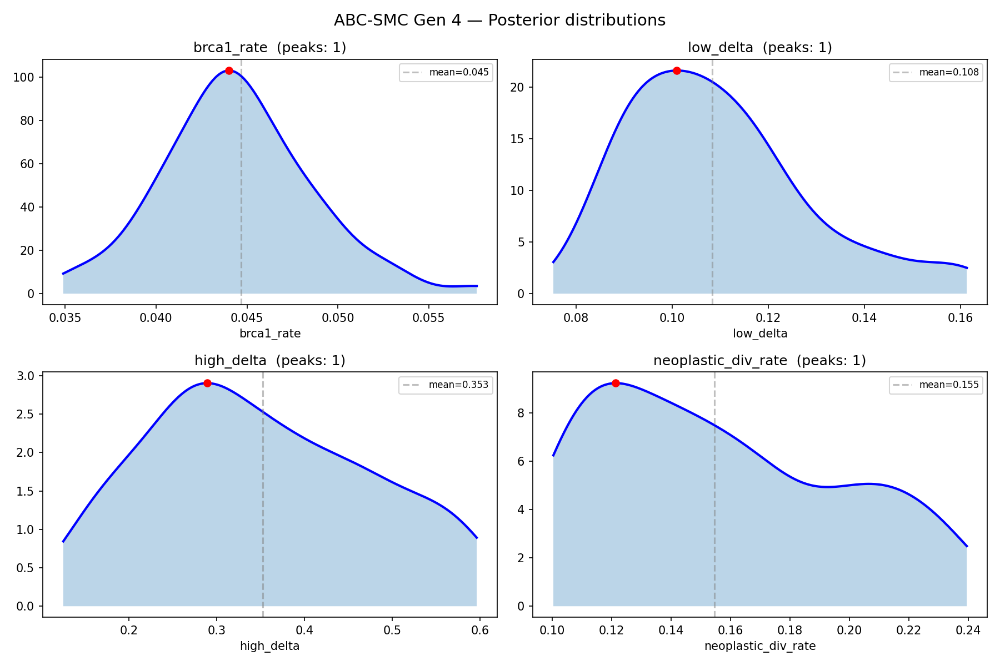 ABC-SMC Gen 4 — Posterior distributions
brca1_rate  (peaks: 1)
mean=0.045
100
80
60
40
20
0
0.035 0.040 0.045 0.050 0.055
brca1_rate
low_delta  (peaks: 1)
mean=0.108
20
15
10
5
0
0.08 0.10 0.12 0.14 0.16
low_delta
high_delta  (peaks: 1)
mean=0.353
3.0
2.5
2.0
1.5
1.0
0.5
0.0
0.2 0.3 0.4 0.5 0.6
high_delta
neoplastic_div_rate  (peaks: 1)
mean=0.155
8
6
4
2
0
0.10 0.12 0.14 0.16 0.18 0.20 0.22 0.24
neoplastic_div_rate